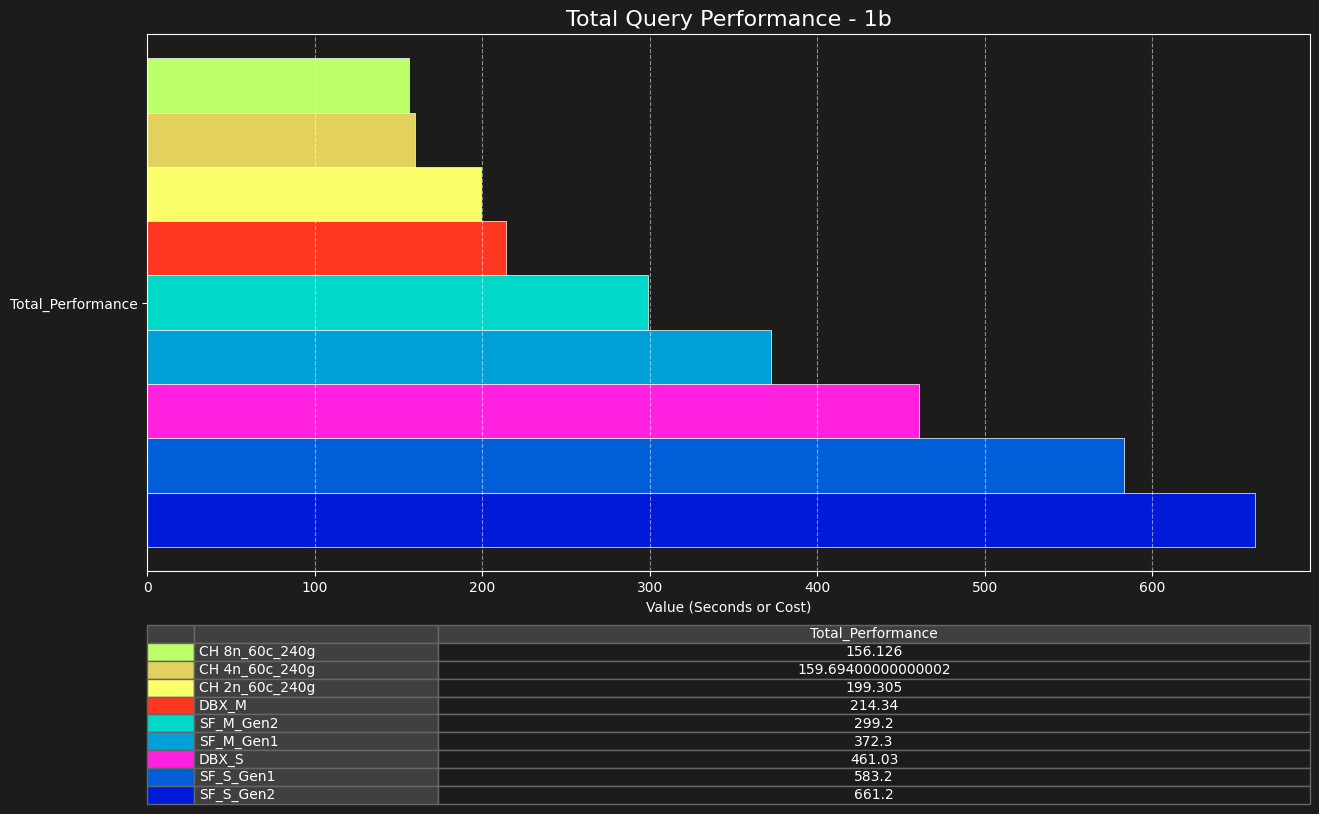 Total Query Performance - 1b
Total_Performance
0 100 200 300 400 500 600
Value (Seconds or Cost)
Total_Performance
CH 8n_60c_240g 156.126
CH 4n_60c_240g 159.69400000000002
CH 2n_60c_240g 199.305
DBX_M 214.34
SF_M_Gen2 299.2
SF_M_Gen1 372.3
DBX_S 461.03
SF_S_Gen1 583.2
SF_S_Gen2 661.2